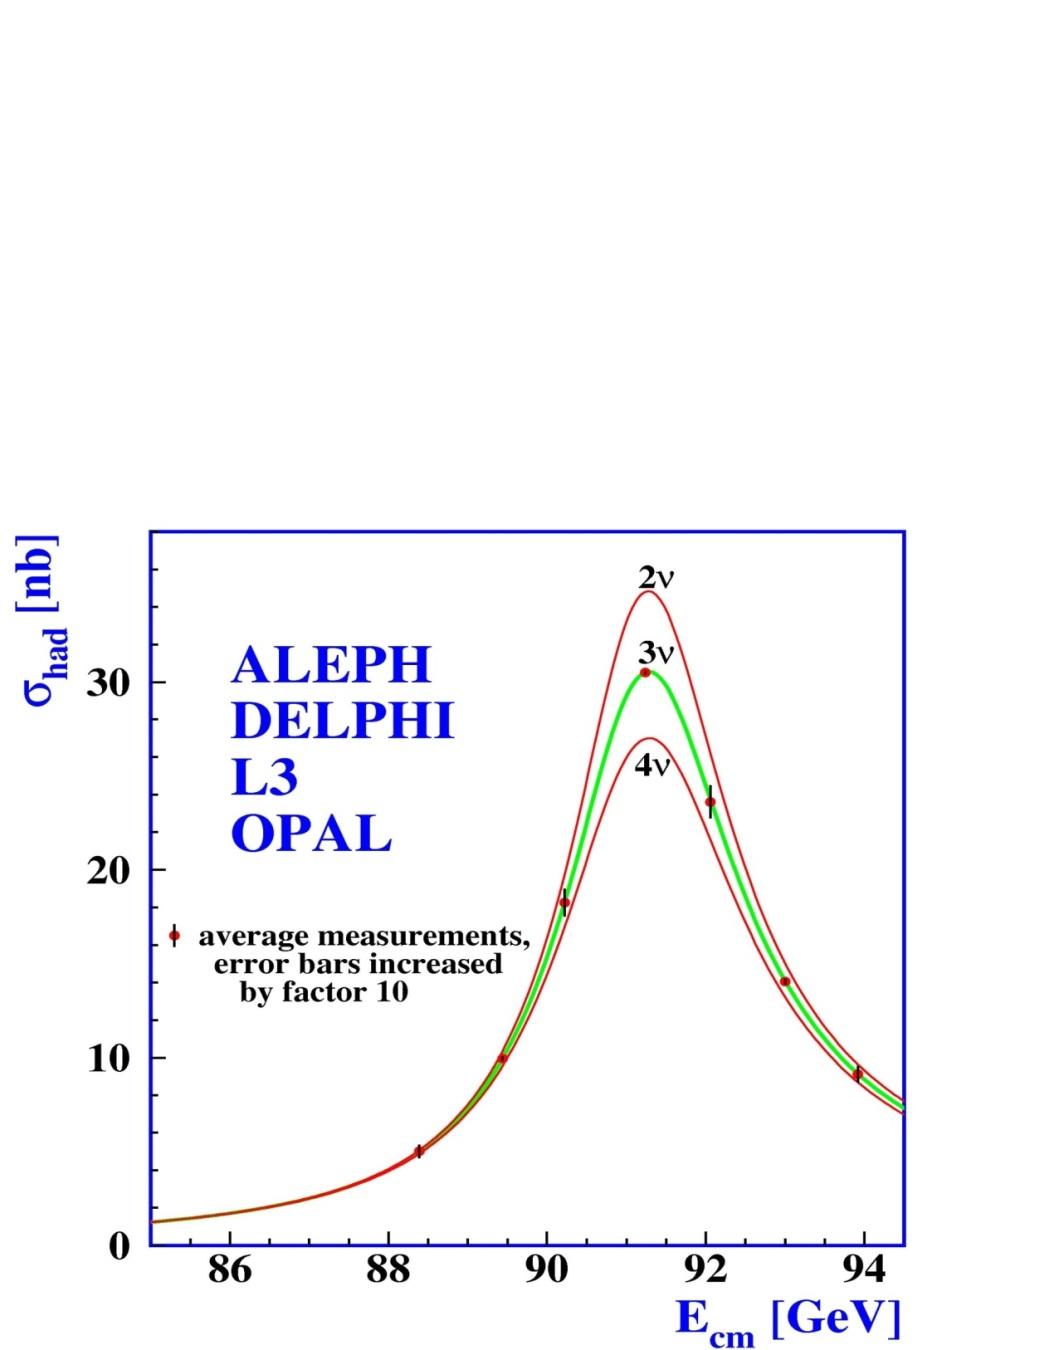 σhad [nb]
2ν
3ν
4ν
ALEPH
DELPHI
L3
OPAL
average measurements,
error bars increased
by factor 10
30
20
10
0
86 88 90 92 94
Ecm [GeV]